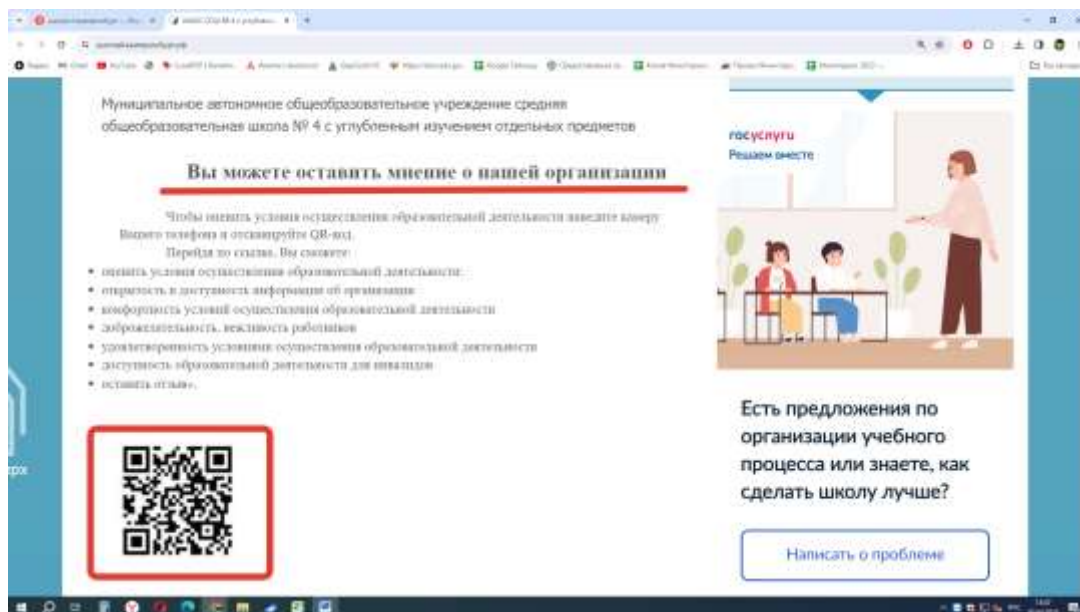 Муниципальное автономное общеобразовательное учреждение средняя
общеобразовательная школа № 4 с углубленным изучением отдельных предметов
Вы можете оставить мнение о нашей организации
Чтобы оценить условия осуществления образовательной деятельности наведите камеру
Вашего телефона и отсканируйте QR-код.
Перейдя по ссылке, Вы сможете:
оценить условия осуществления образовательной деятельности:
открытость и доступность информации об организации
комфортность условий осуществления образовательной деятельности
доброжелательность, вежливость работников
удовлетворенность условиями осуществления образовательной деятельности
доступность образовательной деятельности для инвалидов
оставить отзыв».
госуслуги
Решаем вместе
Есть предложения по
организации учебного
процесса или знаете, как
сделать школу лучше?
Написать о проблеме